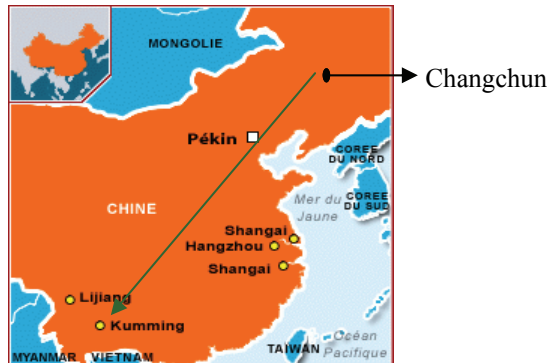 MONGOLIE
Changchun
Pékin
COREE
DU NORD
COREE
DU SUD
Mer du
Jaune
CHINE
Shangai
Hangzhou
Shangai
Lijiang
Kumming
MYANMAR
VIETNAM
TAIWAN
Océan
Pacifique